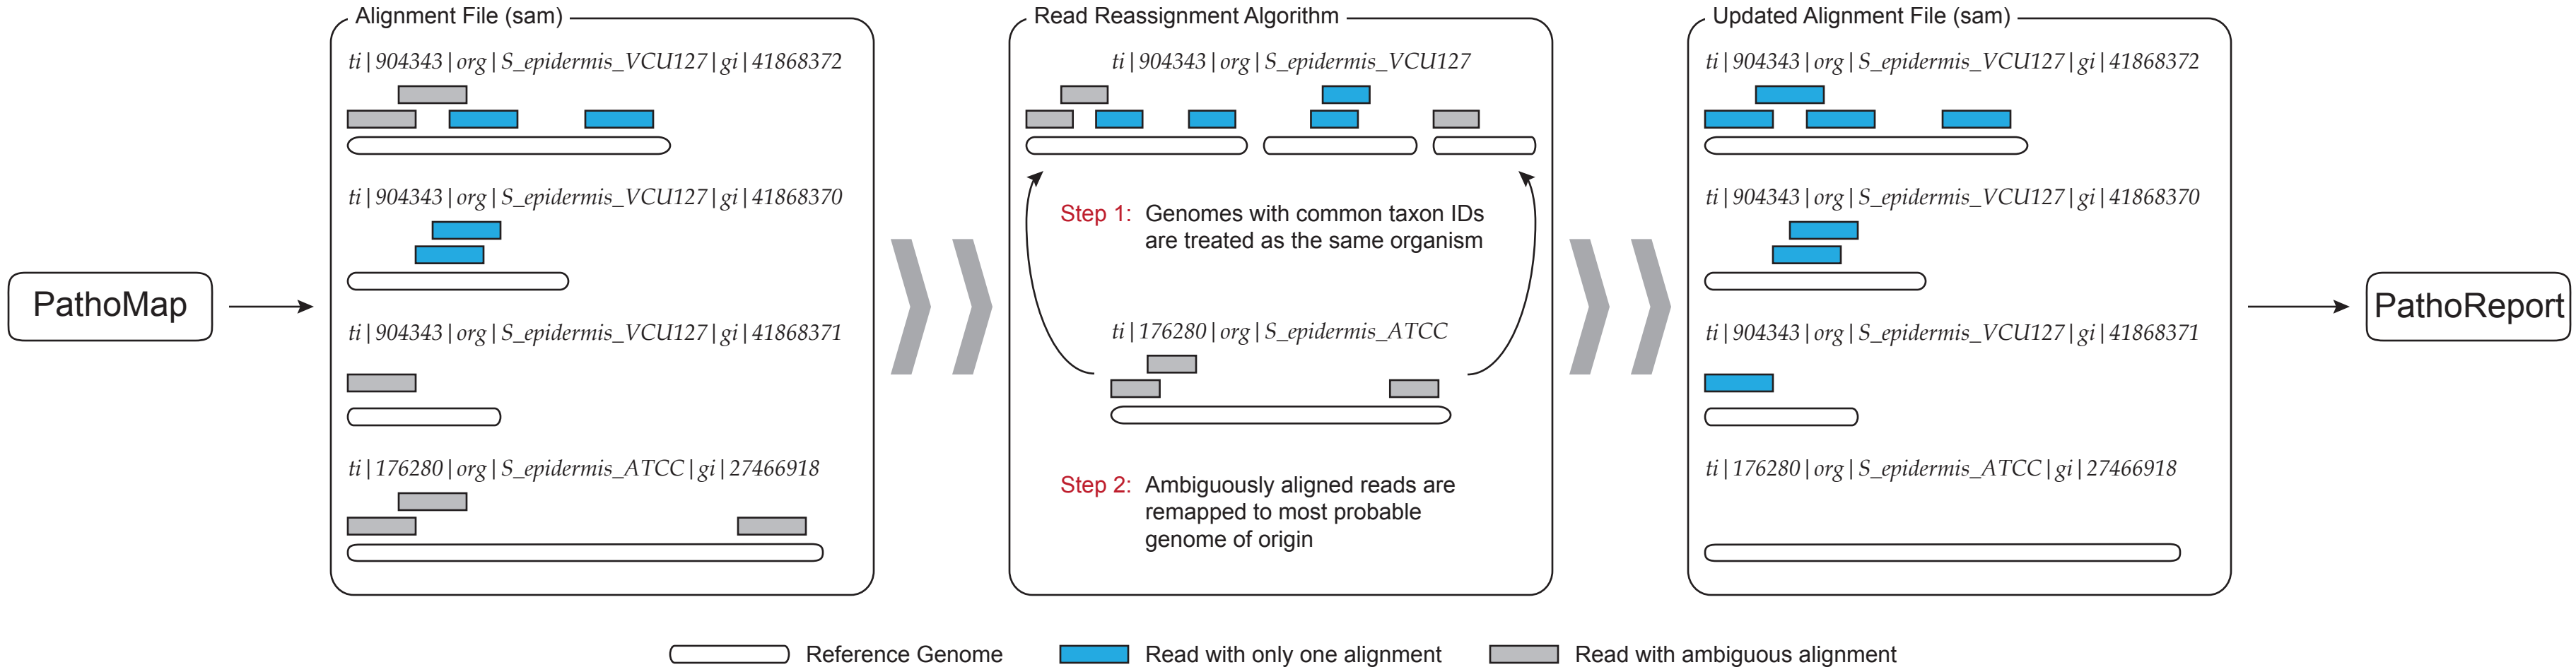 PathoMap
Alignment File (sam)
ti|904343|org|S_epidermis_VCU127|gi|41868372
ti|904343|org|S_epidermis_VCU127|gi|41868370
ti|904343|org|S_epidermis_VCU127|gi|41868371
ti|176280|org|S_epidermis_ATCC|gi|27466918
Read Reassignment Algorithm
ti|904343|org|S_epidermis_VCU127
Step 1: Genomes with common taxon IDs
are treated as the same organism
ti|176280|org|S_epidermis_ATCC
Step 2: Ambiguously aligned reads are
remapped to most probable
genome of origin
Updated Alignment File (sam)
ti|904343|org|S_epidermis_VCU127|gi|41868372
ti|904343|org|S_epidermis_VCU127|gi|41868370
ti|904343|org|S_epidermis_VCU127|gi|41868371
ti|176280|org|S_epidermis_ATCC|gi|27466918
PathoReport
Reference Genome
Read with only one alignment
Read with ambiguous alignment